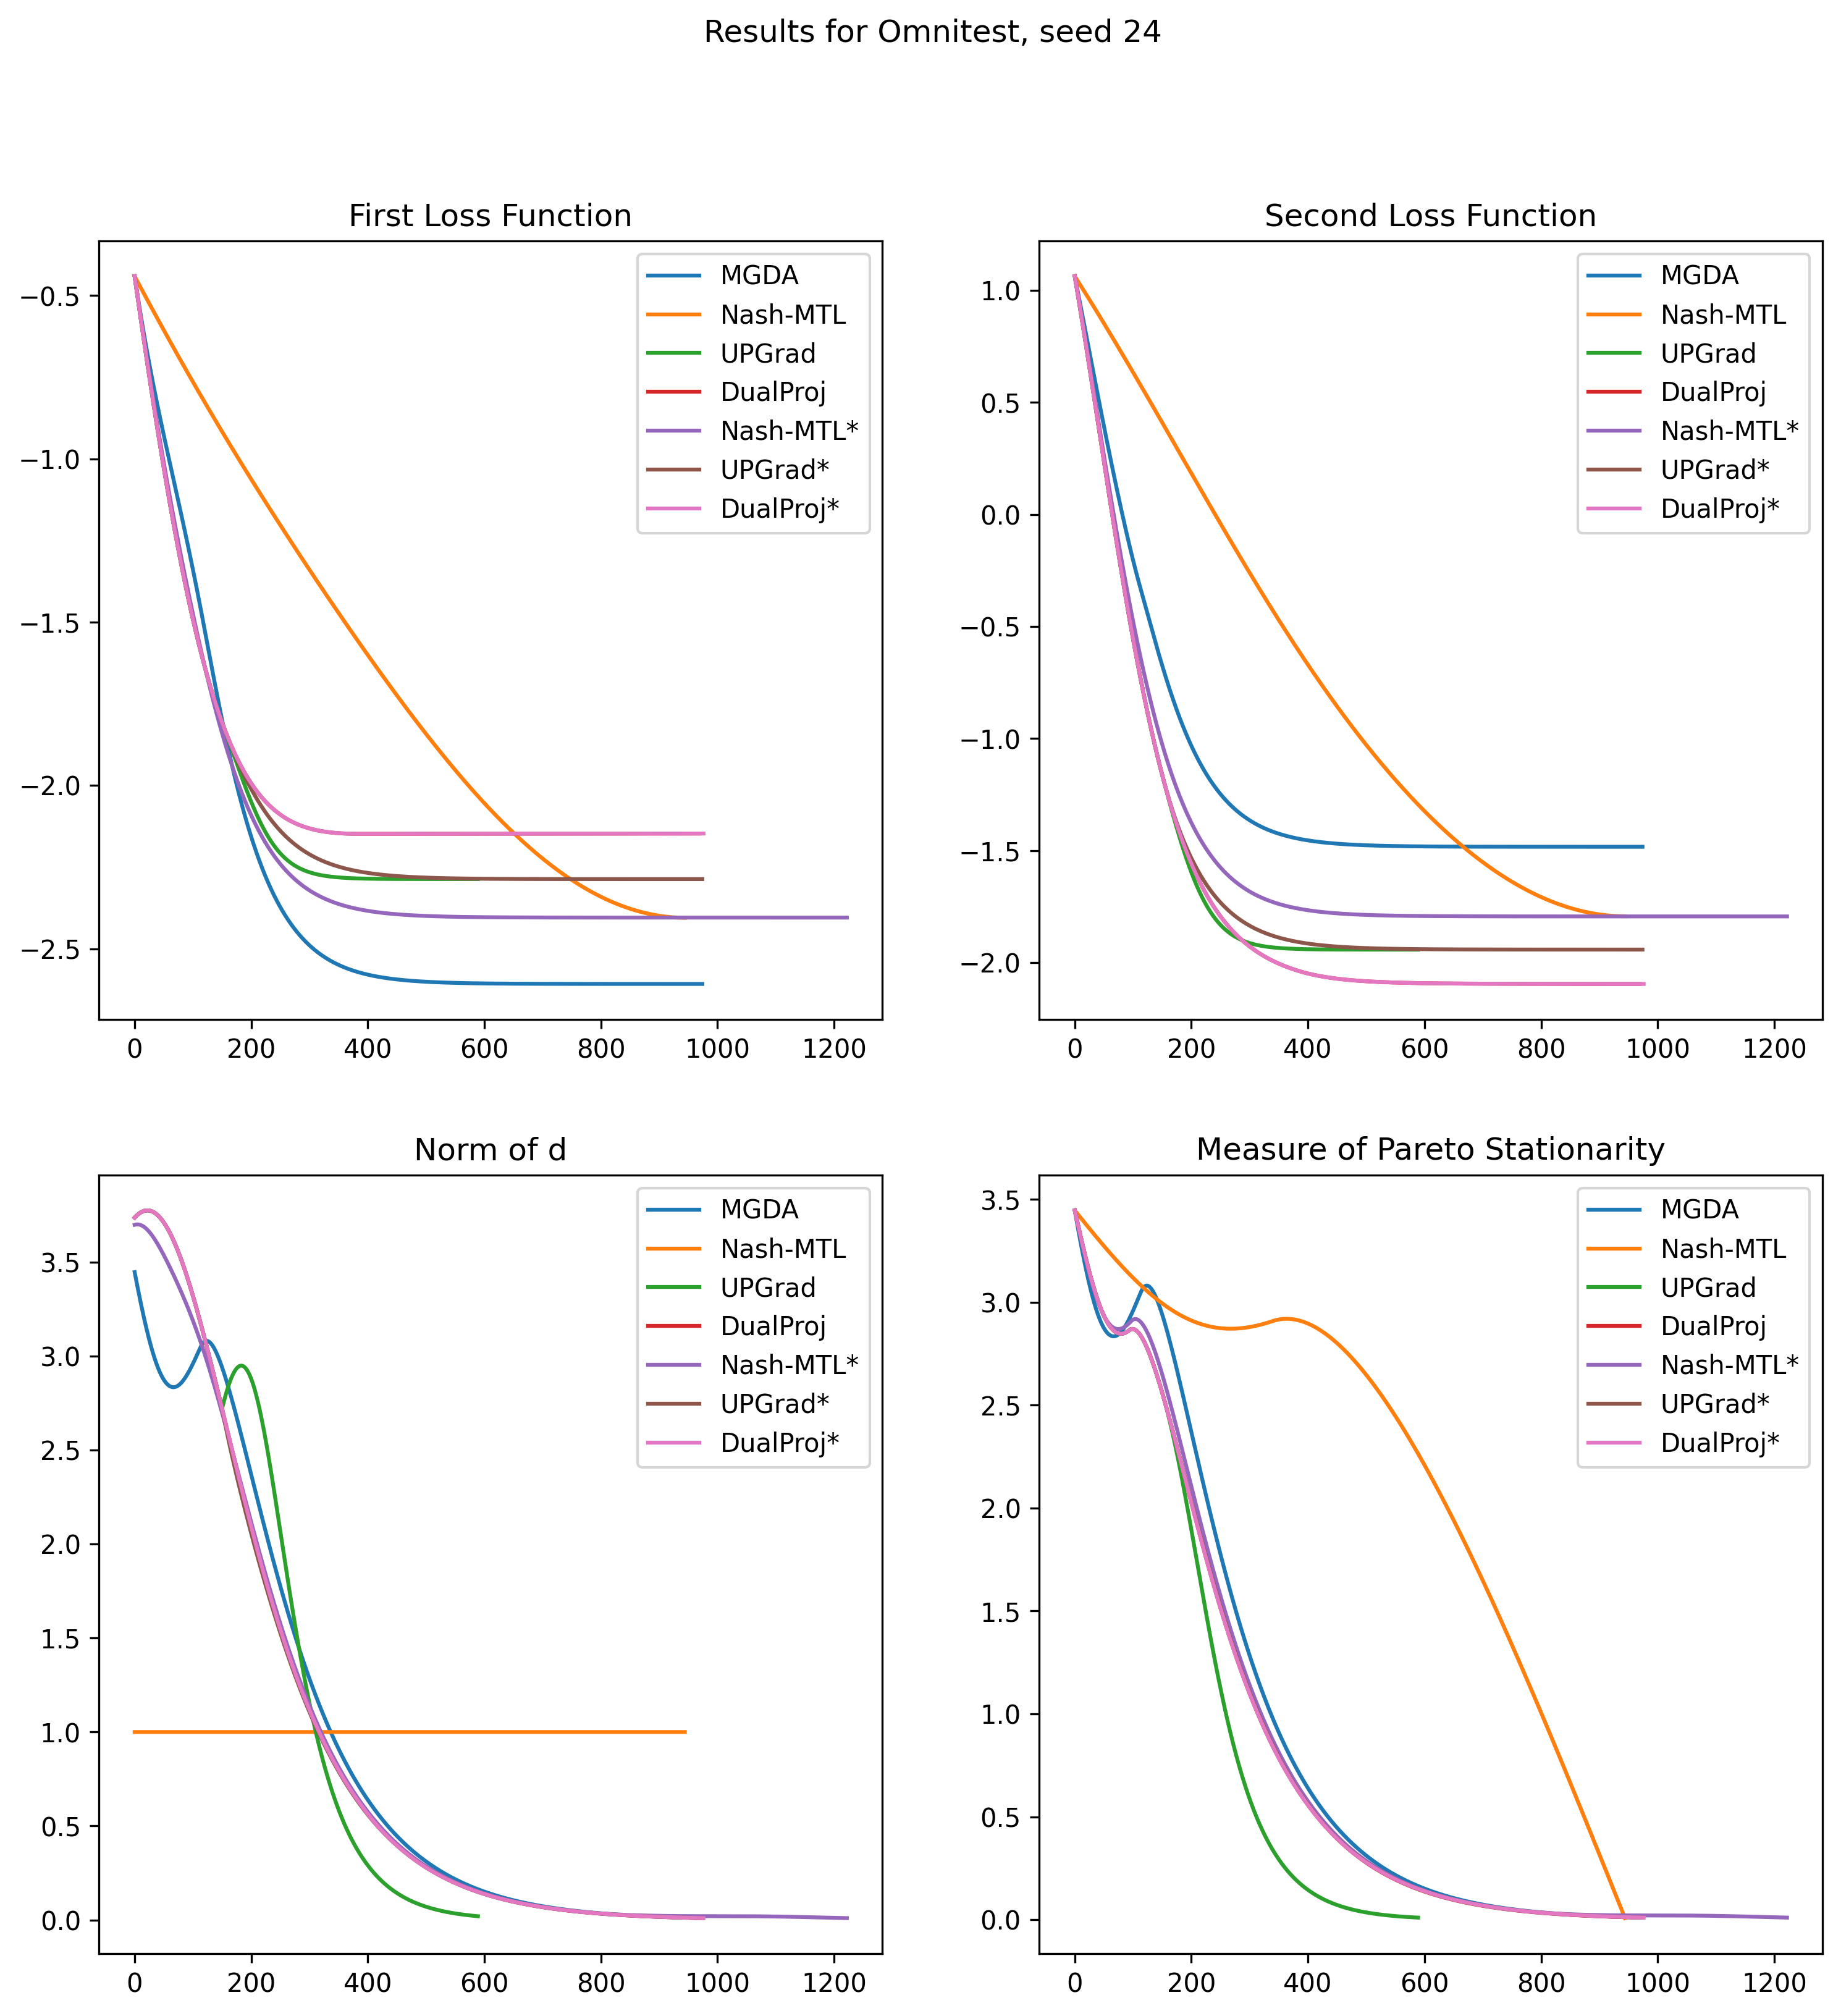 Results for Omnitest, seed 24
First Loss Function
−0.5
−1.0
−1.5
−2.0
−2.5
0 200 400 600 800 1000 1200
MGDA
Nash-MTL
UPGrad
DualProj
Nash-MTL*
UPGrad*
DualProj*
Second Loss Function
1.0
0.5
0.0
−0.5
−1.0
−1.5
−2.0
0 200 400 600 800 1000 1200
MGDA
Nash-MTL
UPGrad
DualProj
Nash-MTL*
UPGrad*
DualProj*
Norm of d
3.5
3.0
2.5
2.0
1.5
1.0
0.5
0.0
0 200 400 600 800 1000 1200
MGDA
Nash-MTL
UPGrad
DualProj
Nash-MTL*
UPGrad*
DualProj*
Measure of Pareto Stationarity
3.5
3.0
2.5
2.0
1.5
1.0
0.5
0.0
0 200 400 600 800 1000 1200
MGDA
Nash-MTL
UPGrad
DualProj
Nash-MTL*
UPGrad*
DualProj*